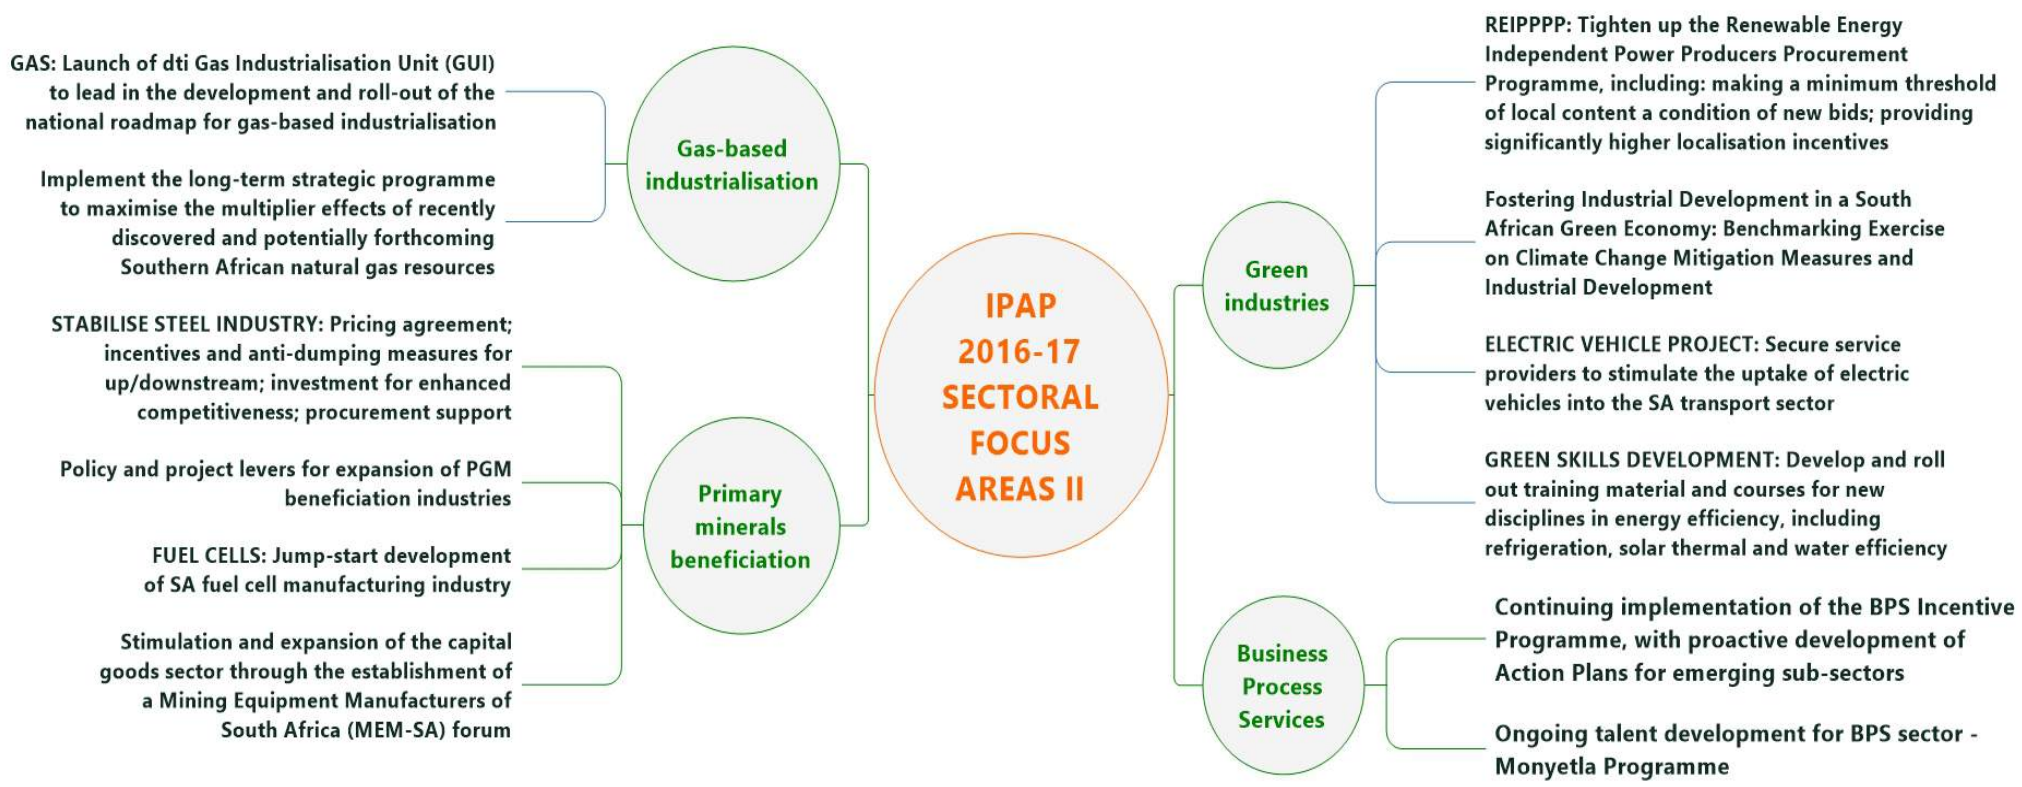 GAS: Launch of dti Gas Industrialisation Unit (GUI)
to lead in the development and roll-out of the
national roadmap for gas-based industrialisation
Implement the long-term strategic programme
to maximise the multiplier effects of recently
discovered and potentially forthcoming
Southern African natural gas resources
Gas-based
industrialisation
STABILISE STEEL INDUSTRY: Pricing agreement;
incentives and anti-dumping measures for
up/downstream; investment for enhanced
competitiveness; procurement support
Policy and project levers for expansion of PGM
beneficiation industries
FUEL CELLS: Jump-start development
of SA fuel cell manufacturing industry
Stimulation and expansion of the capital
goods sector through the establishment of
a Mining Equipment Manufacturers of
South Africa (MEM-SA) forum
Primary
minerals
beneficiation
IPAP
2016-17
SECTORAL
FOCUS
AREAS II
Green
industries
REIPPPP: Tighten up the Renewable Energy
Independent Power Producers Procurement
Programme, including: making a minimum threshold
of local content a condition of new bids; providing
significantly higher localisation incentives
Fostering Industrial Development in a South
African Green Economy: Benchmarking Exercise
on Climate Change Mitigation Measures and
Industrial Development
ELECTRIC VEHICLE PROJECT: Secure service
providers to stimulate the uptake of electric
vehicles into the SA transport sector
GREEN SKILLS DEVELOPMENT: Develop and roll
out training material and courses for new
disciplines in energy efficiency, including
refrigeration, solar thermal and water efficiency
Business
Process
Services
Continuing implementation of the BPS Incentive
Programme, with proactive development of
Action Plans for emerging sub-sectors
Ongoing talent development for BPS sector -
Monyetla Programme